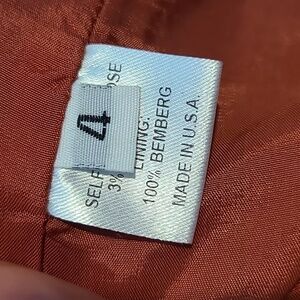 4
SELF
3%
LINING:
100% BEMBERG
MADE IN U.S.A.